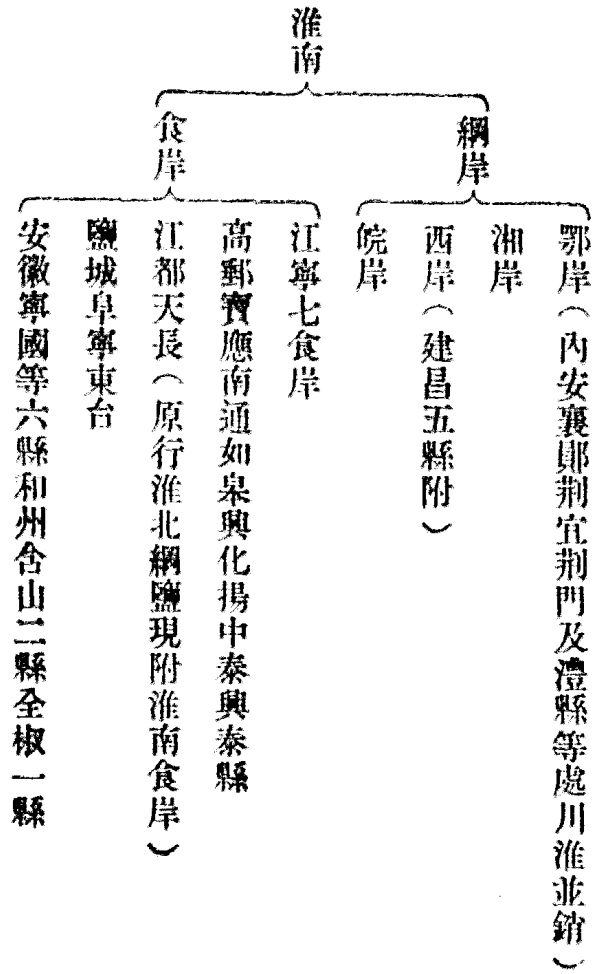 淮南
綱岸
鄂岸（內安襄鄖荊宜荊門及澧縣等處川淮並銷）
湘岸
西岸（建昌五縣附）
皖岸
食岸
江寧七食岸
高郵寶應南通如皋興化揚中泰興泰縣
江都天長（原行淮北綱鹽現附淮南食岸）
鹽城阜寧東台
安徽寧國等六縣和州含山二縣全椒一縣